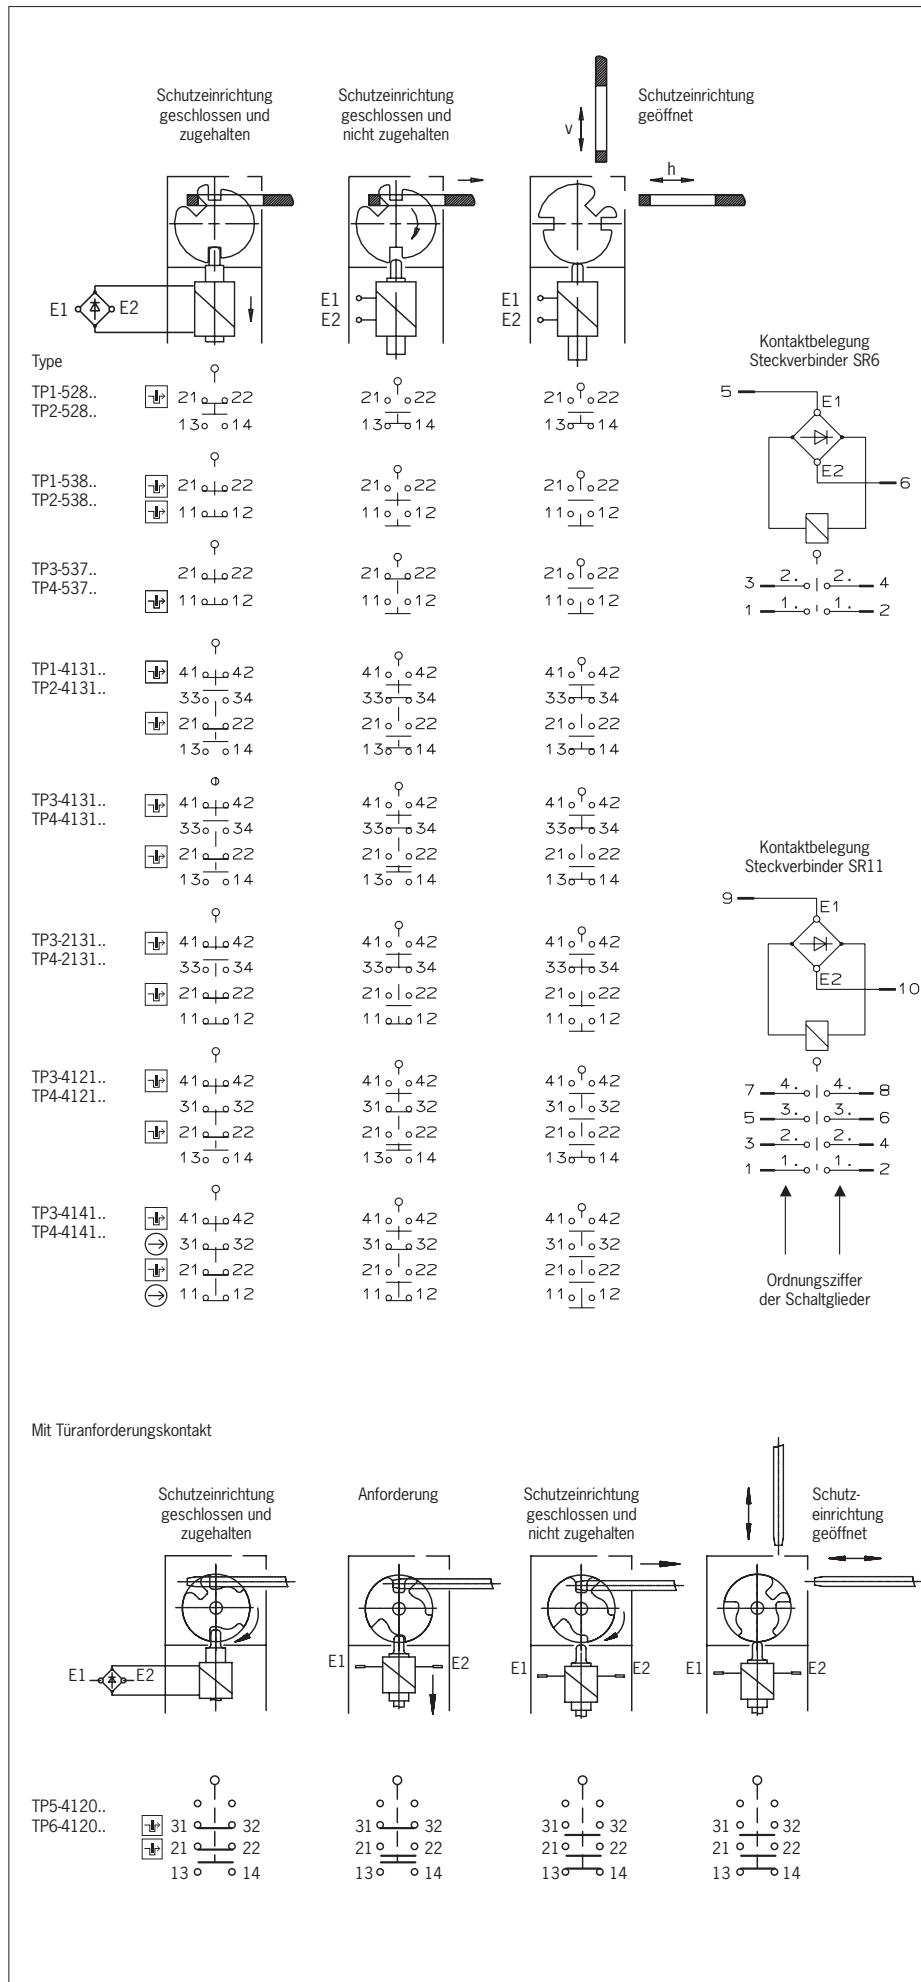 Schutzeinrichtung
geschlossen und
zugehalten
Schutzeinrichtung
geschlossen und
nicht zugehalten
Schutzeinrichtung
geöffnet
v
h
E1 E2
E1
E2
E1
E2
Type
TP1-528..
TP2-528..
21 22 21 22 21 22
13 14 13 14 13 14
TP1-538..
TP2-538..
21 22 21 22 21 22
11 12 11 12 11 12
TP3-537..
TP4-537..
21 22 21 22 21 22
11 12 11 12 11 12
TP1-4131..
TP2-4131..
41 42 41 42 41 42
33 34 33 34 33 34
21 22 21 22 21 22
13 14 13 14 13 14
TP3-4131..
TP4-4131..
41 42 41 42 41 42
33 34 33 34 33 34
21 22 21 22 21 22
13 14 13 14 13 14
TP3-2131..
TP4-2131..
41 42 41 42 41 42
33 34 33 34 33 34
21 22 21 22 21 22
11 12 11 12 11 12
TP3-4121..
TP4-4121..
41 42 41 42 41 42
31 32 31 32 31 32
21 22 21 22 21 22
13 14 13 14 13 14
TP3-4141..
TP4-4141..
41 42 41 42 41 42
31 32 31 32 31 32
21 22 21 22 21 22
11 12 11 12 11 12
Kontaktbelegung
Steckverbinder SR6
5
E1
E2
6
3 2. 2. 4
1 1. 1. 2
Kontaktbelegung
Steckverbinder SR11
9
E1
E2
10
7 4. 4. 8
5 3. 3. 6
3 2. 2. 4
1 1. 1. 2
Ordnungsziffer
der Schaltglieder
Mit Türanforderungskontakt
Schutzeinrichtung
geschlossen und
zugehalten
Anforderung
Schutzeinrichtung
geschlossen und
nicht zugehalten
Schutz-
einrichtung
geöffnet
E1 E2 E1 E2 E1 E2 E1 E2
TP5-4120..
TP6-4120..
31 32 31 32 31 32 31 32
21 22 21 22 21 22 21 22
13 14 13 14 13 14 13 14